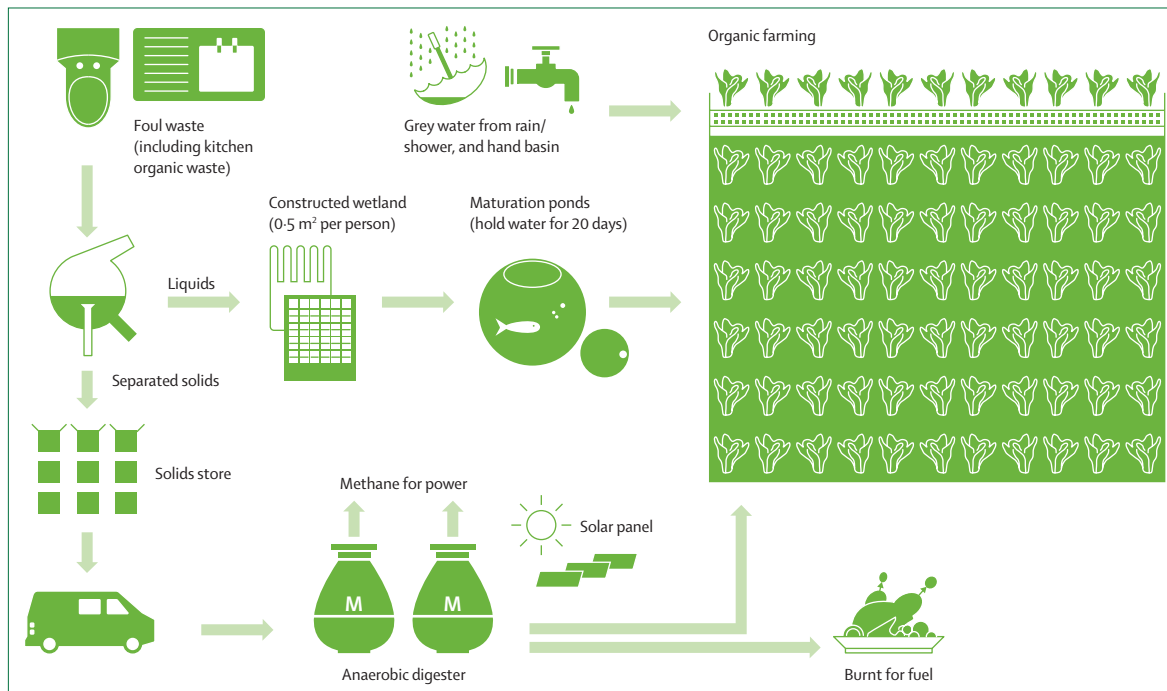 Organic farming
Foul waste
(including kitchen
organic waste)
Grey water from rain/
shower, and hand basin
Constructed wetland
(0·5 m² per person)
Maturation ponds
(hold water for 20 days)
Liquids
Separated solids
Solids store
Methane for power
Solar panel
M
M
Anaerobic digester
Burnt for fuel